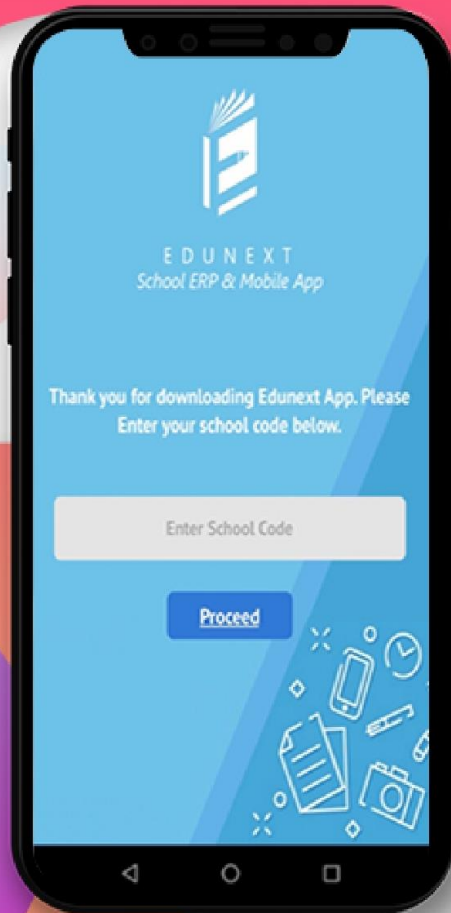 EDUNEXT
School ERP & Mobile App
Thank you for downloading Edunext App. Please
Enter your school code below.
Enter School Code
Proceed